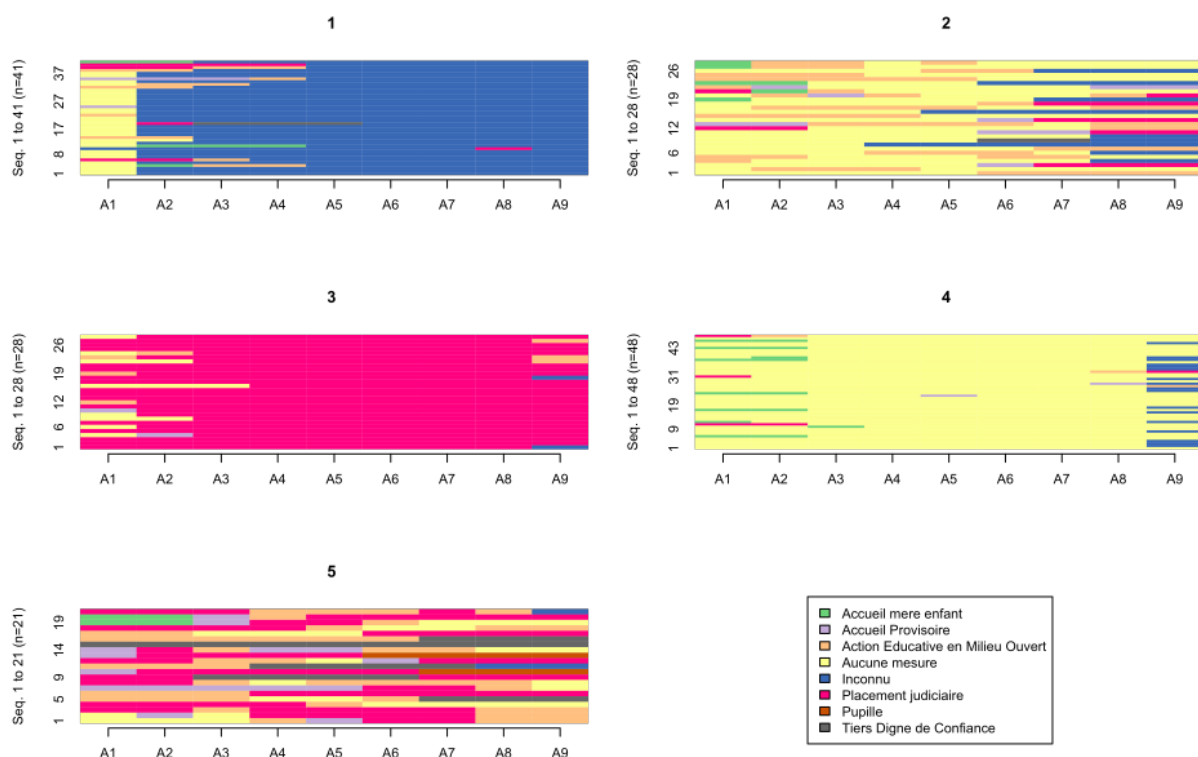 1
Seq. 1 to 41 (n=41)
1 8 17 27 37
A1 A2 A3 A4 A5 A6 A7 A8 A9
2
Seq. 1 to 28 (n=28)
1 6 12 19 26
A1 A2 A3 A4 A5 A6 A7 A8 A9
3
Seq. 1 to 28 (n=28)
1 6 12 19 26
A1 A2 A3 A4 A5 A6 A7 A8 A9
4
Seq. 1 to 48 (n=48)
1 9 19 31 43
A1 A2 A3 A4 A5 A6 A7 A8 A9
5
Seq. 1 to 21 (n=21)
1 5 9 14 19
A1 A2 A3 A4 A5 A6 A7 A8 A9
Accueil mere enfant
Accueil Provisoire
Action Educative en Milieu Ouvert
Aucune mesure
Inconnu
Placement judiciaire
Pupille
Tiers Digne de Confiance